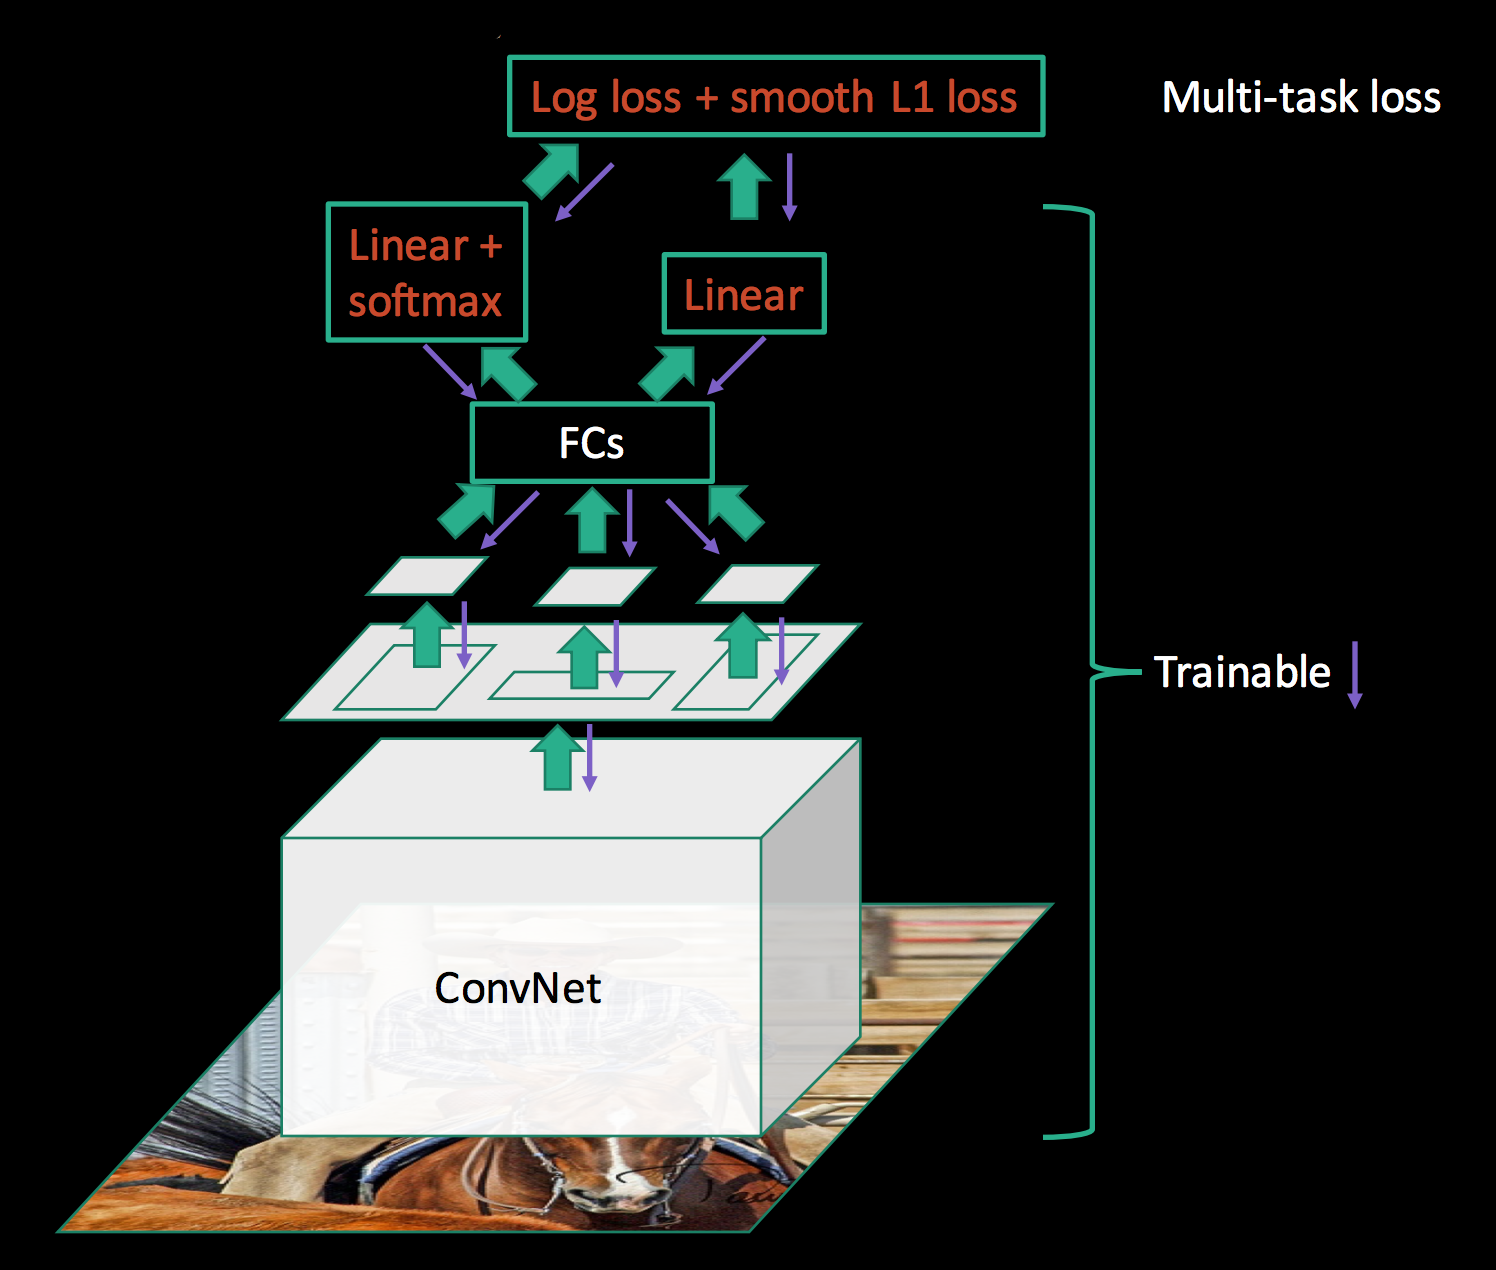 Log loss + smooth L1 loss
Multi-task loss
Linear +
softmax
Linear
FCs
Trainable
ConvNet